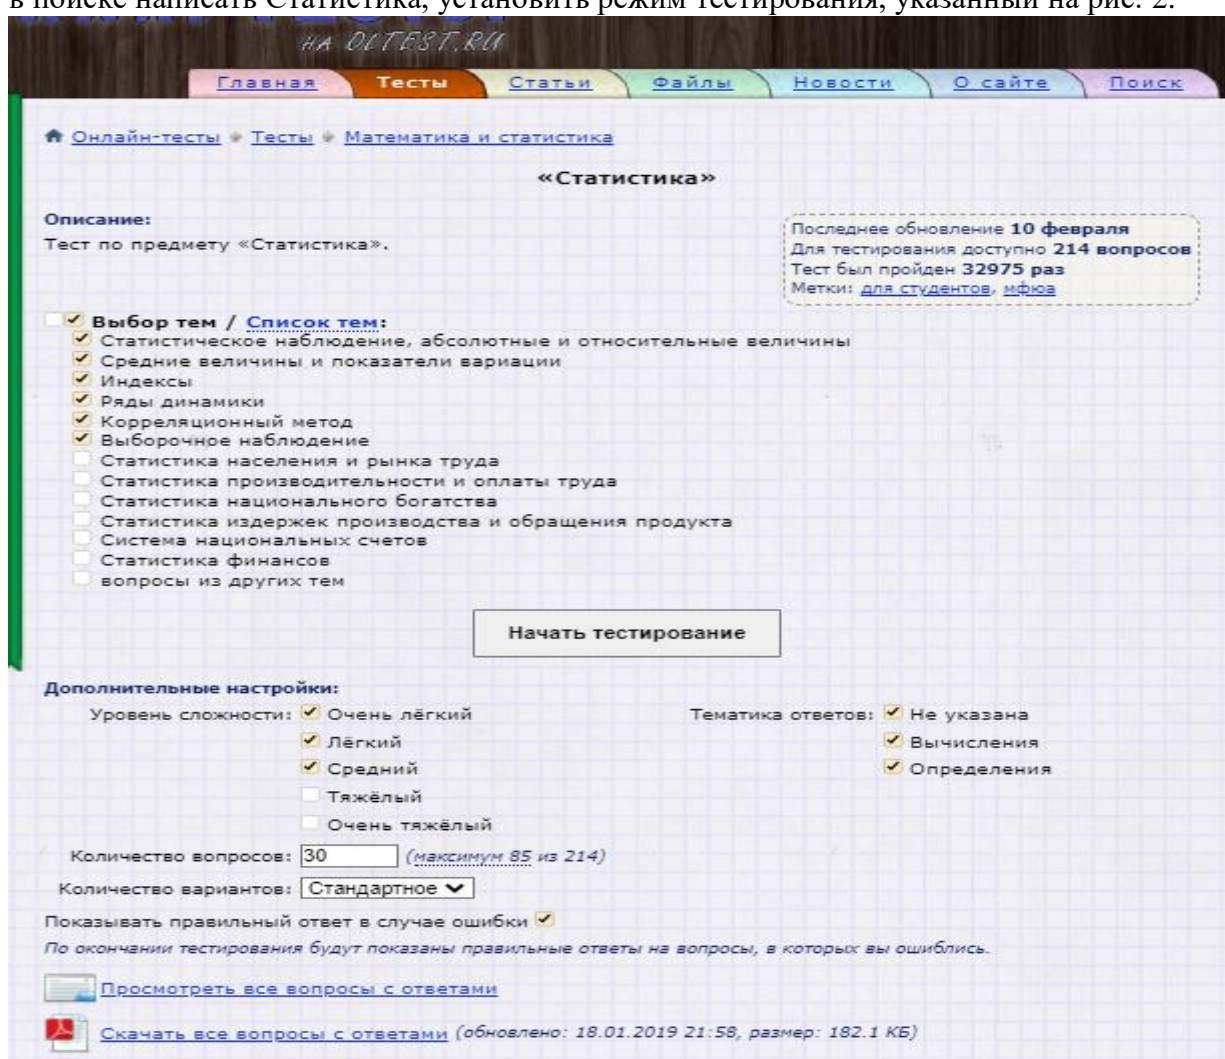 в поиске написать Статистика, установить режим тестирования, указанный на рис. 2.
НА OLTEST.RU
Главная Тесты Статьи Файлы Новости О сайте Поиск
Онлайн-тесты Тесты Математика и статистика
«Статистика»
Описание:
Тест по предмету «Статистика».
Последнее обновление 10 февраля
Для тестирования доступно 214 вопросов
Тест был пройден 32975 раз
Метки: для студентов, мфюа
Выбор тем / Список тем:
Статистическое наблюдение, абсолютные и относительные величины
Средние величины и показатели вариации
Индексы
Ряды динамики
Корреляционный метод
Выборочное наблюдение
Статистика населения и рынка труда
Статистика производительности и оплаты труда
Статистика национального богатства
Статистика издержек производства и обращения продукта
Система национальных счетов
Статистика финансов
вопросы из других тем
Начать тестирование
Дополнительные настройки:
Уровень сложности: Очень лёгкий
Лёгкий
Средний
Тяжёлый
Очень тяжёлый
Тематика ответов: Не указана
Вычисления
Определения
Количество вопросов: 30 (максимум 85 из 214)
Количество вариантов: Стандартное
Показывать правильный ответ в случае ошибки
По окончании тестирования будут показаны правильные ответы на вопросы, в которых вы ошиблись.
Просмотреть все вопросы с ответами
Скачать все вопросы с ответами (обновлено: 18.01.2019 21:58, размер: 182.1 КБ)